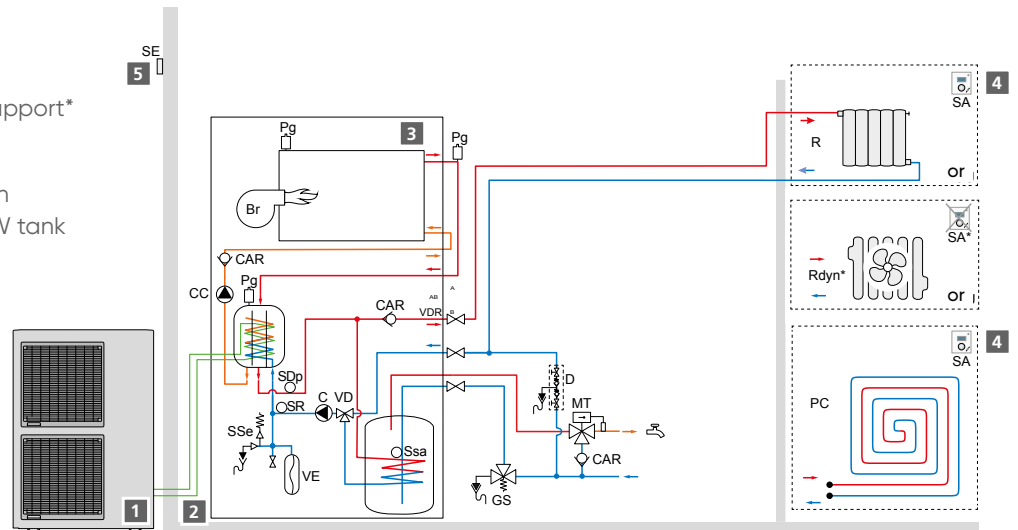 SE
5
upport*
W tank
4
SA
R
or
Pg
3
Pg
Br
SA*
Rdyn*
or
CAR
CC
Pg
A
AB
VDR
B
CAR
SDp
SR
C VD
D
MT
SSe
Ssa
VE
CAR
GS
4
SA
PC
1
2